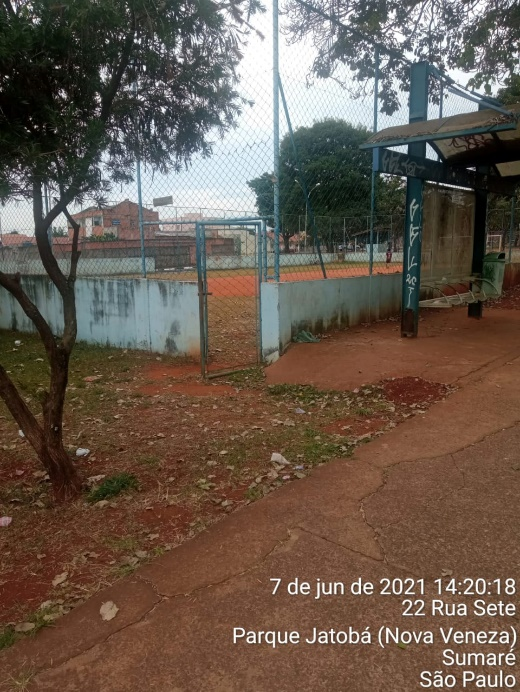 7 de jun de 2021 14:20:18
22 Rua Sete
Parque Jatobá (Nova Veneza)
Sumaré
São Paulo